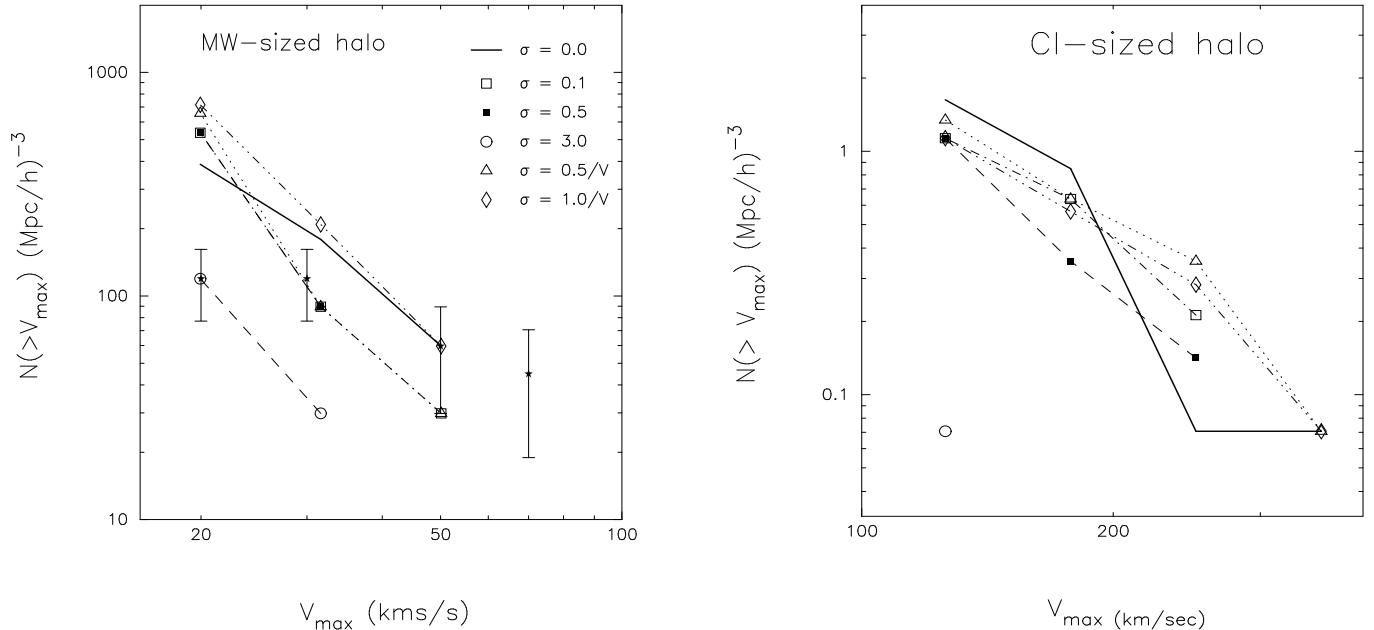 MW-sized halo
σ = 0.0
σ = 0.1
σ = 0.5
σ = 3.0
σ = 0.5/V
σ = 1.0/V
1000
100
10
20
50
100
N(>V_max) (Mpc/h)^-3
V_max (kms/s)
Cl-sized halo
1
0.1
100
200
N(> V_max) (Mpc/h)^-3
V_max (km/sec)